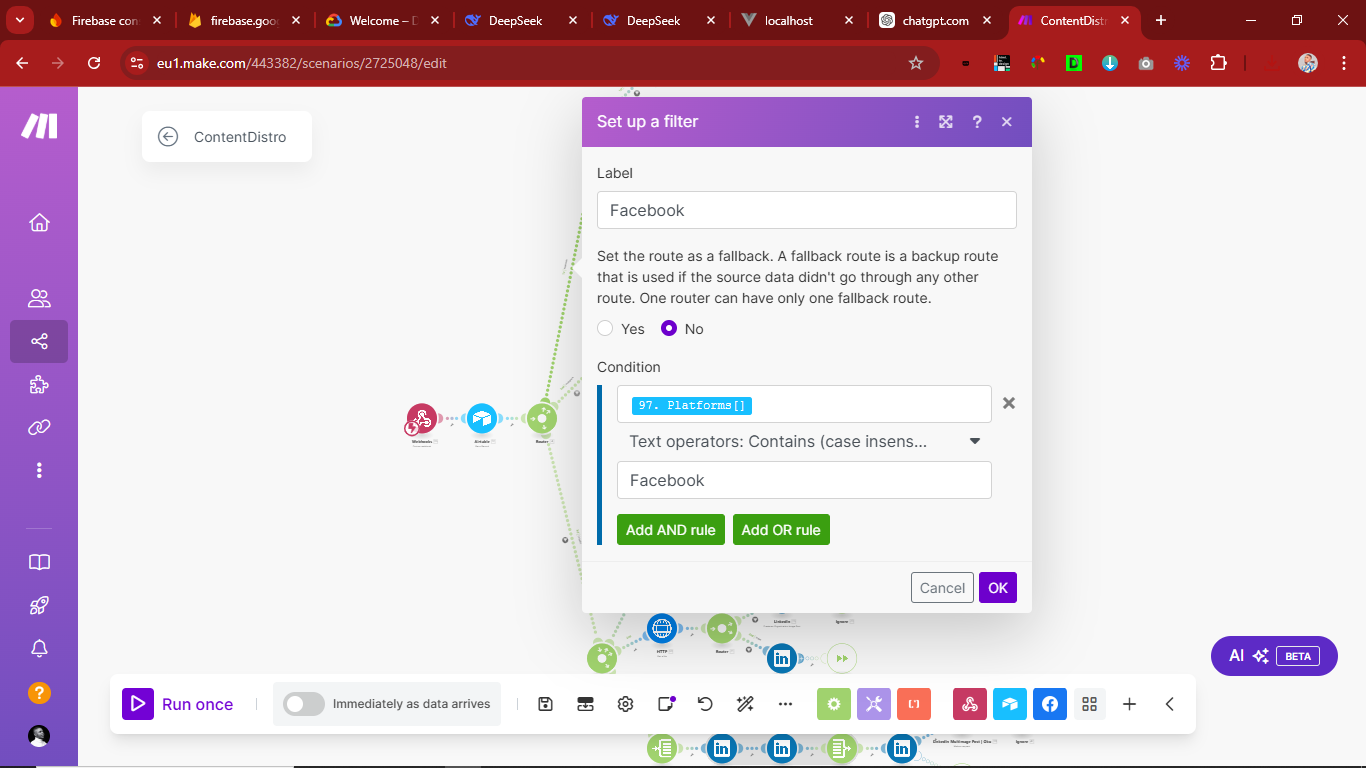 Firebase con
firebase.goo
Welcome – D
DeepSeek
DeepSeek
localhost
chatgpt.com
ContentDistr
eu1.make.com/443382/scenarios/2725048/edit
ContentDistro
Set up a filter
Label
Facebook
Set the route as a fallback. A fallback route is a backup route
that is used if the source data didn't go through any other
route. One router can have only one fallback route.
Yes
No
Condition
97. Platforms[]
Text operators: Contains (case insens...
Facebook
Add AND rule
Add OR rule
Cancel
OK
Webhooks
Airtable
Router
HTTP
Router
LinkedIn
Ignore
AI
BETA
Run once
Immediately as data arrives
LinkedIn Multiimage Post
Ignore